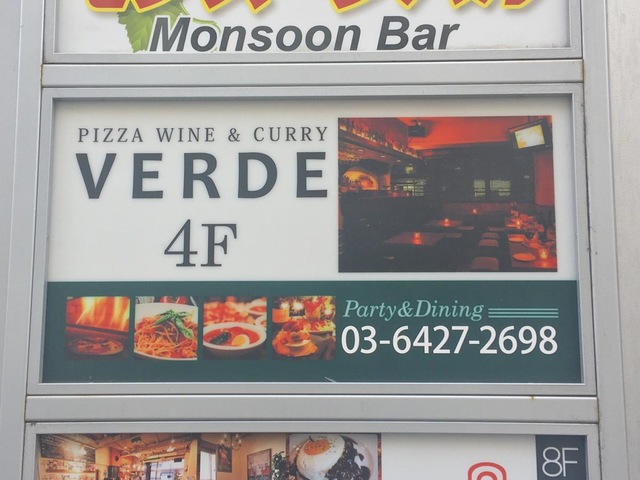 Monsoon Bar
PIZZA WINE & CURRY
VERDE
4F
Party&Dining
03-6427-2698
8F